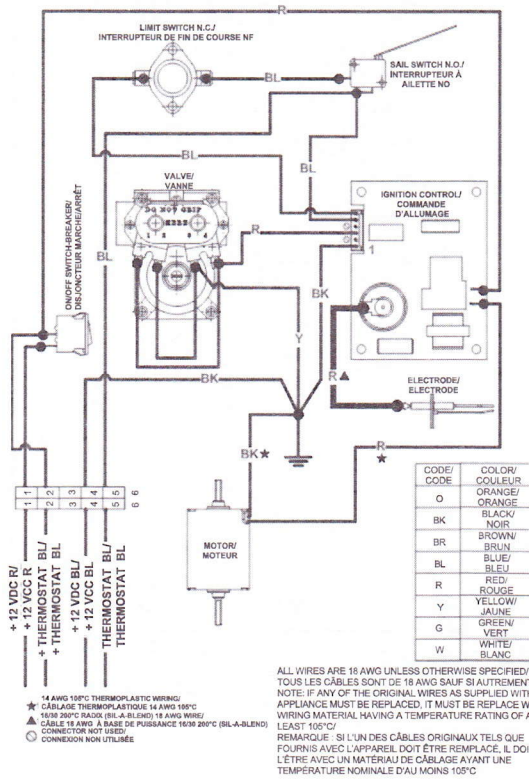 R
LIMIT SWITCH N.C./
INTERRUPTEUR DE FIN DE COURSE NF
SAIL SWITCH N.O./
INTERRUPTEUR À
AILETTE NO
BL
BL
BL
VALVE/
VANNE
DO NOT GRIP
HERE
1 2 3 4
IGNITION CONTROL/
COMMANDE
D'ALLUMAGE
1
R
BL
BK
ON/OFF SWITCH-BREAKER/
DISJONCTEUR MARCHE/ARRÊT
Y
BK
R▲
ELECTRODE/
ELECTRODE
BK★
R
★
MOTOR/
MOTEUR
1 2 3 4 5 6
1 2 3 4 5 6
+ 12 VDC R/
+ 12 VCC R
+ THERMOSTAT BL/
+ THERMOSTAT BL
+ 12 VDC BL/
+ 12 VCC BL
THERMOSTAT BL/
THERMOSTAT BL
CODE/
CODE
COLOR/
COULEUR
O
ORANGE/
ORANGE
BK
BLACK/
NOIR
BR
BROWN/
BRUN
BL
BLUE/
BLEU
R
RED/
ROUGE
Y
YELLOW/
JAUNE
G
GREEN/
VERT
W
WHITE/
BLANC
★ 14 AWG 105°C THERMOPLASTIC WIRING/
CÂBLAGE THERMOPLASTIQUE 14 AWG 105°C
▲ 16/30 200°C RADIX (SIL-A-BLEND) 18 AWG WIRE/
CÂBLE 18 AWG À BASE DE PUISSANCE 16/30 200°C (SIL-A-BLEND)
CONNECTOR NOT USED/
CONNEXION NON UTILISÉE
ALL WIRES ARE 18 AWG UNLESS OTHERWISE SPECIFIED/
TOUS LES CÂBLES SONT DE 18 AWG SAUF SI AUTREMENT
NOTE: IF ANY OF THE ORIGINAL WIRES AS SUPPLIED WITH
APPLIANCE MUST BE REPLACED, IT MUST BE REPLACE W
WIRING MATERIAL HAVING A TEMPERATURE RATING OF A
LEAST 105°C/
REMARQUE : SI L'UN DES CÂBLES ORIGINAUX TELS QUE
FOURNIS AVEC L'APPAREIL DOIT ÊTRE REMPLACÉ, IL DOI
L'ÊTRE AVEC UN MATÉRIAU DE CÂBLAGE AYANT UNE
TEMPÉRATURE NOMINALE D'AU MOINS 105°C